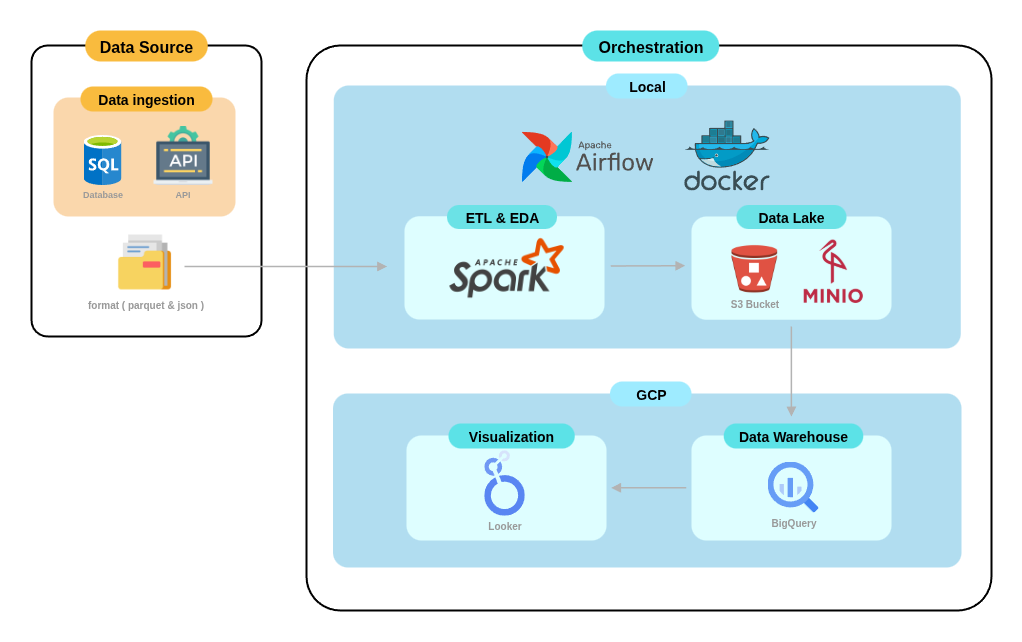 Data Source
Data ingestion
SQL
Database
API
API
format ( parquet & json )
Orchestration
Local
Apache
Airflow
docker
ETL & EDA
APACHE
Spark
Data Lake
S3 Bucket
MINIO
GCP
Visualization
Looker
Data Warehouse
BigQuery